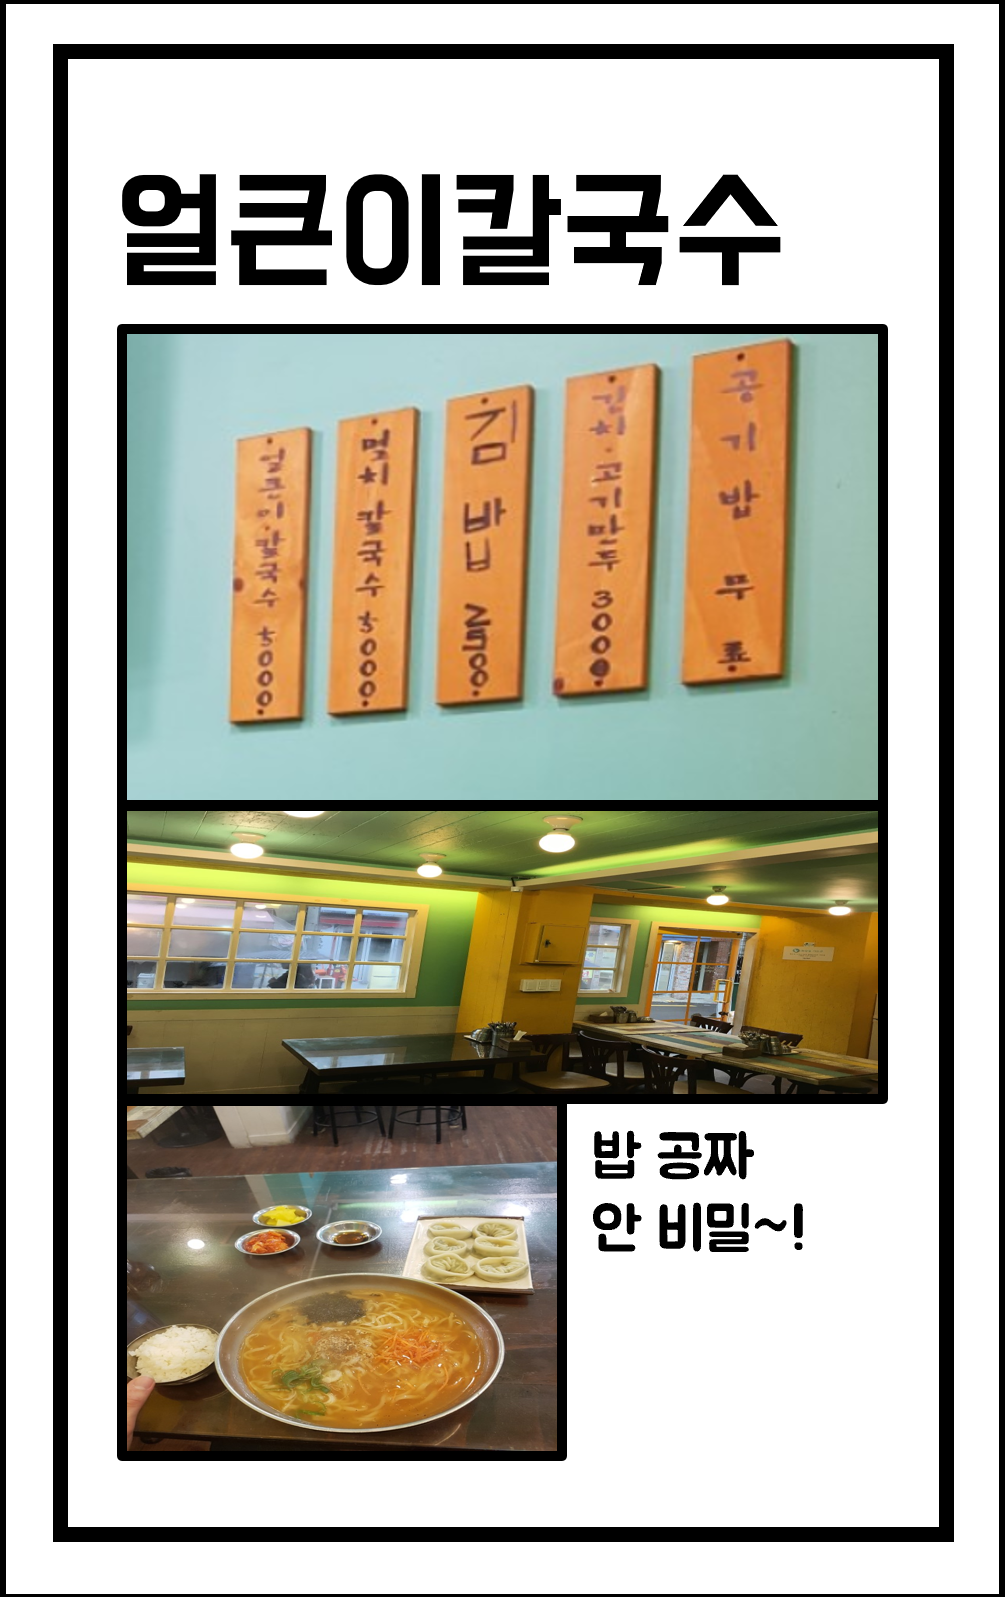 얼큰이칼국수
얼큰이칼국수 5000
멸치칼국수 5000
김밥 2500
김치·고기만두 3000
공기밥 무료
밥 공짜
안 비밀~!